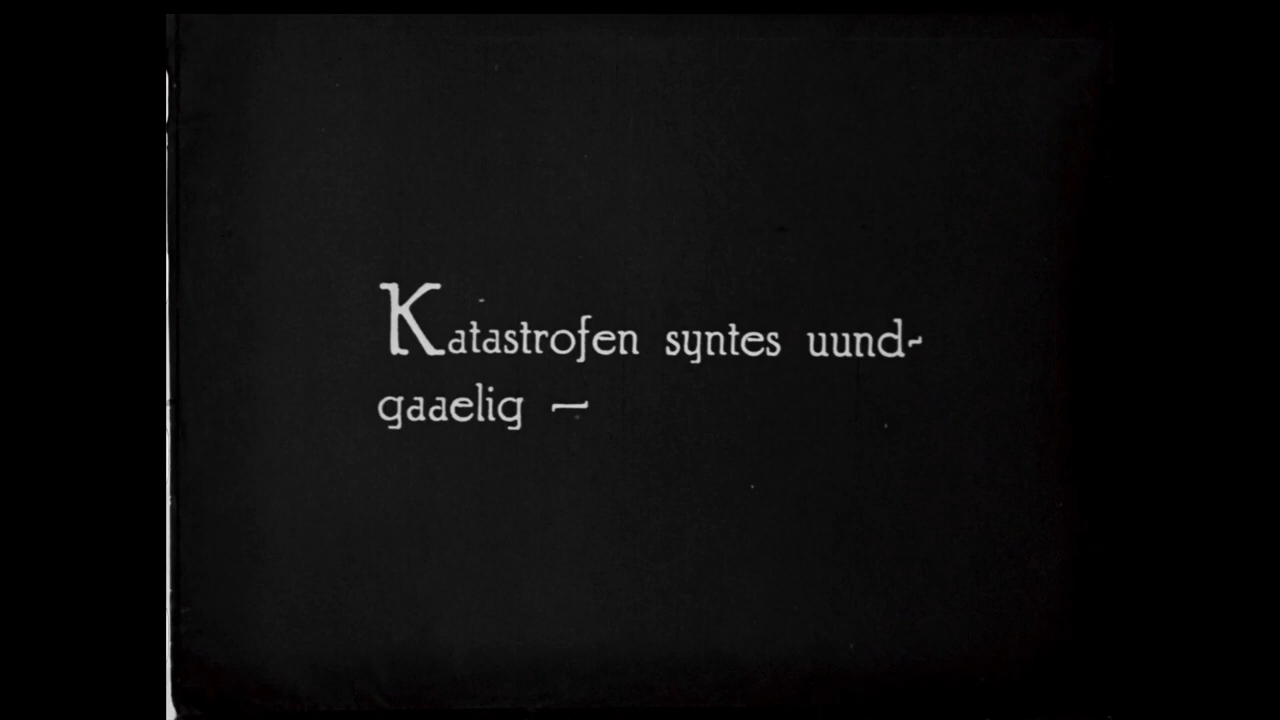 Katastrofen syntes uund-
gaaelig —